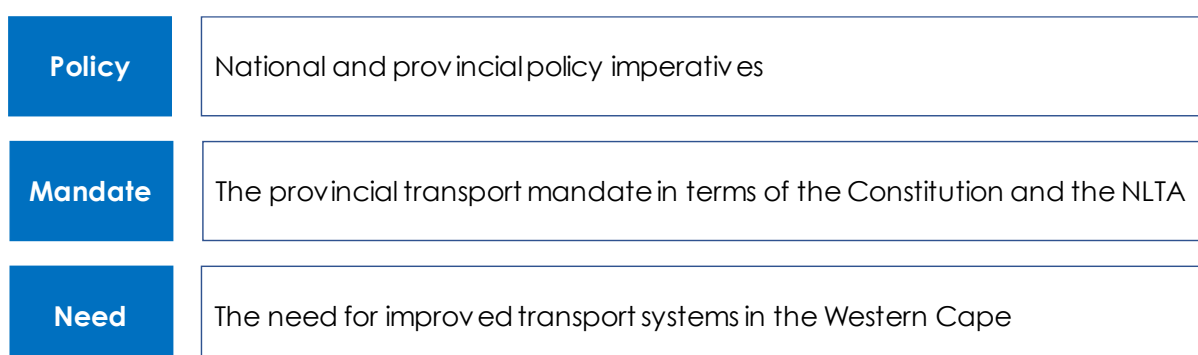 Policy
National and provincial policy imperatives
Mandate
The provincial transport mandate in terms of the Constitution and the NLTA
Need
The need for improved transport systems in the Western Cape